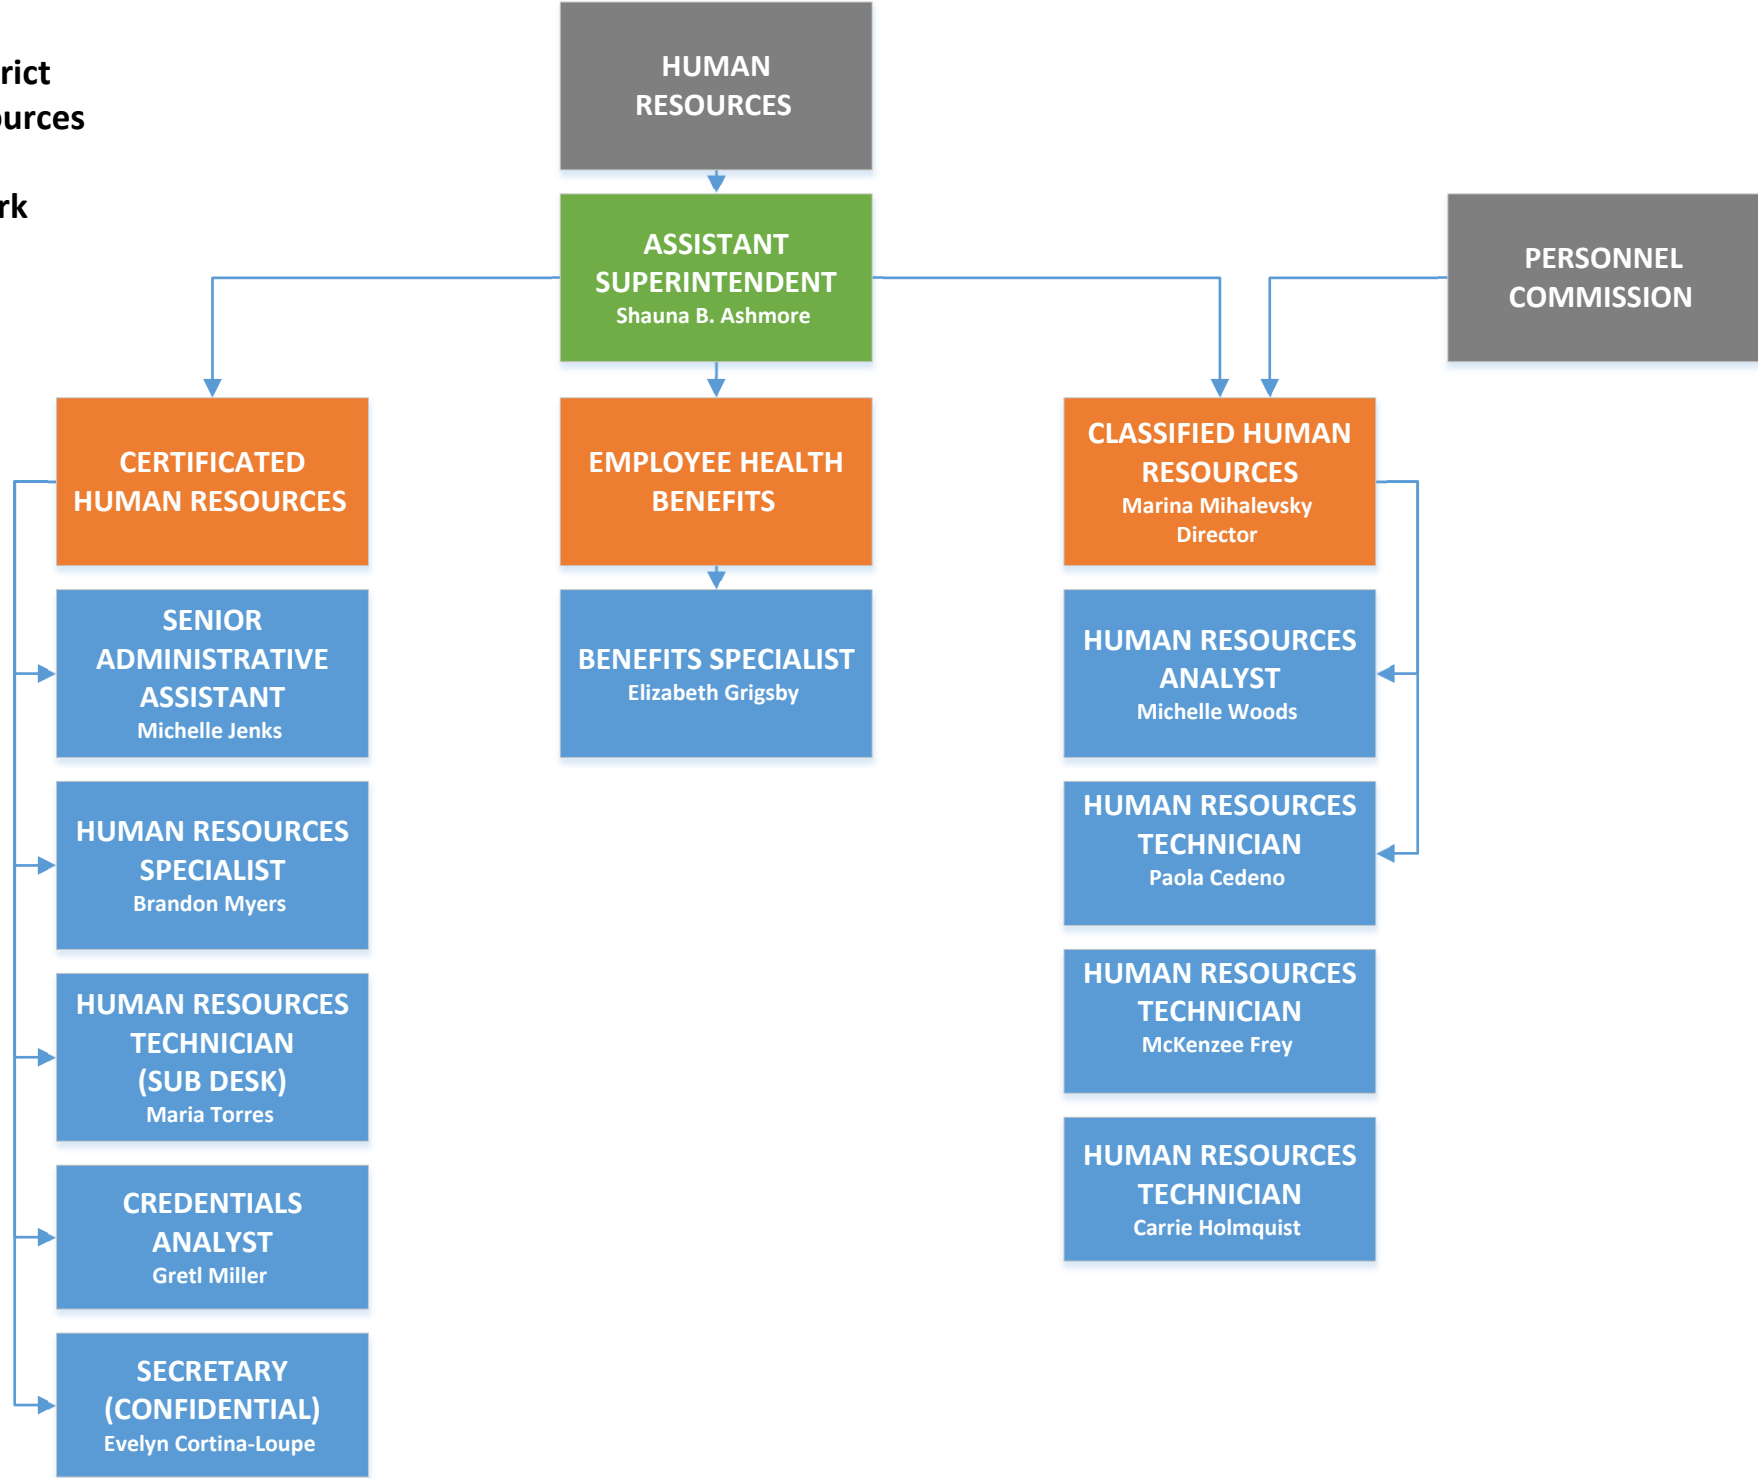 rict
ources
rk
HUMAN
RESOURCES
ASSISTANT
SUPERINTENDENT
Shauna B. Ashmore
PERSONNEL
COMMISSION
CERTIFICATED
HUMAN RESOURCES
EMPLOYEE HEALTH
BENEFITS
CLASSIFIED HUMAN
RESOURCES
Marina Mihalevsky
Director
SENIOR
ADMINISTRATIVE
ASSISTANT
Michelle Jenks
BENEFITS SPECIALIST
Elizabeth Grigsby
HUMAN RESOURCES
ANALYST
Michelle Woods
HUMAN RESOURCES
SPECIALIST
Brandon Myers
HUMAN RESOURCES
TECHNICIAN
Paola Cedeno
HUMAN RESOURCES
TECHNICIAN
(SUB DESK)
Maria Torres
HUMAN RESOURCES
TECHNICIAN
McKenzee Frey
CREDENTIALS
ANALYST
Gretl Miller
HUMAN RESOURCES
TECHNICIAN
Carrie Holmquist
SECRETARY
(CONFIDENTIAL)
Evelyn Cortina-Loupe